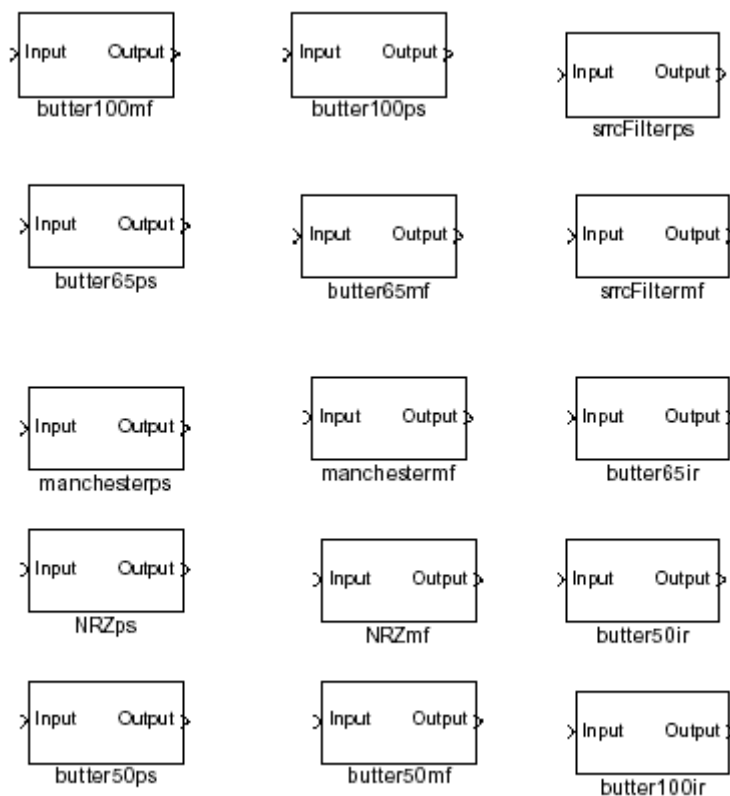 Input Output
butter100mf
Input Output
butter100ps
Input Output
srrcFilterps
Input Output
butter65ps
Input Output
butter65mf
Input Output
srrcFiltermf
Input Output
manchesterps
Input Output
manchestermf
Input Output
butter65ir
Input Output
NRZps
Input Output
NRZmf
Input Output
butter50ir
Input Output
butter50ps
Input Output
butter50mf
Input Output
butter100ir